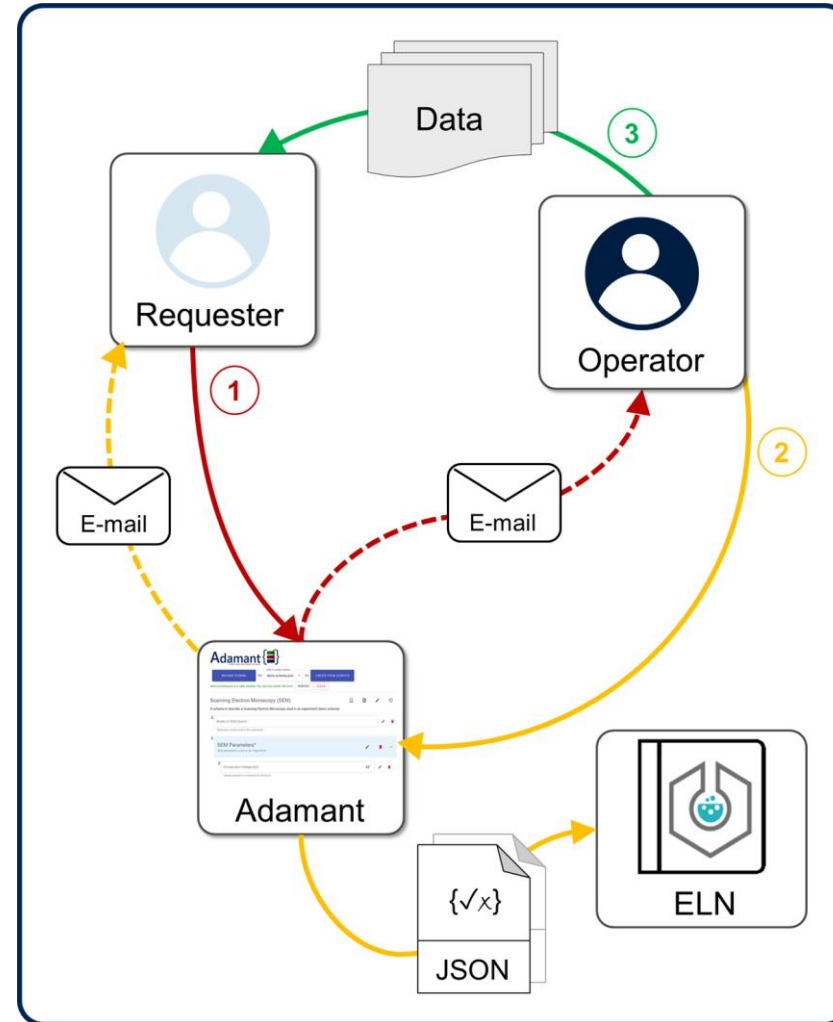 Data
3
Requester
Operator
1
2
E-mail
E-mail
Adamant
Scanning Electron Microscopy (SEM)
SEM Parameters*
Adamant
{√x}
JSON
ELN